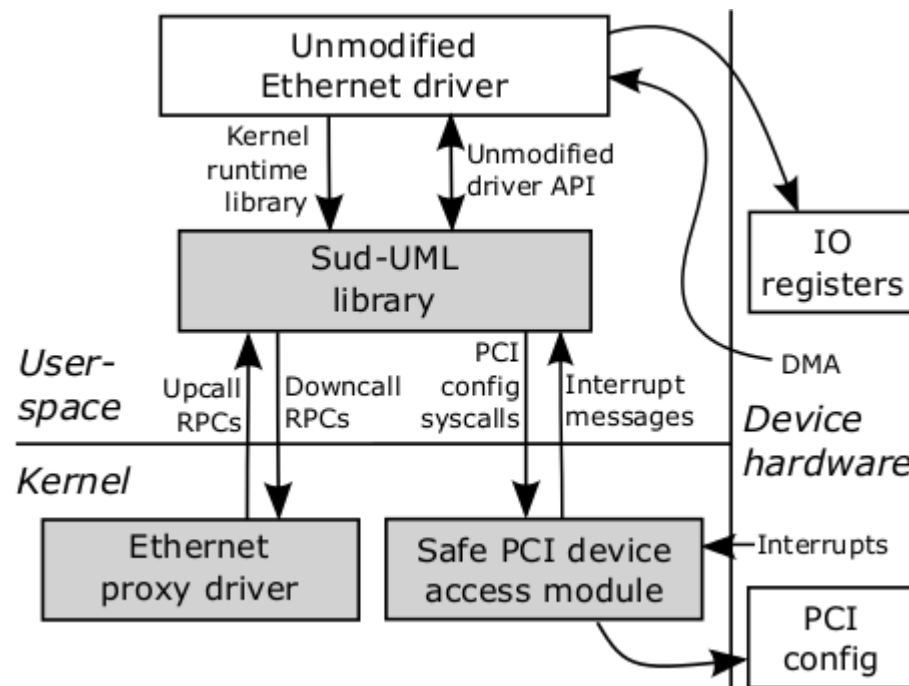 Unmodified
Ethernet driver
Kernel
runtime
library
Unmodified
driver API
IO
registers
Sud-UML
library
DMA
User-
space
Upcall
RPCs
Downcall
RPCs
PCI
config
syscalls
Interrupt
messages
Device
hardware
Kernel
Ethernet
proxy driver
Safe PCI device
access module
Interrupts
PCI
config